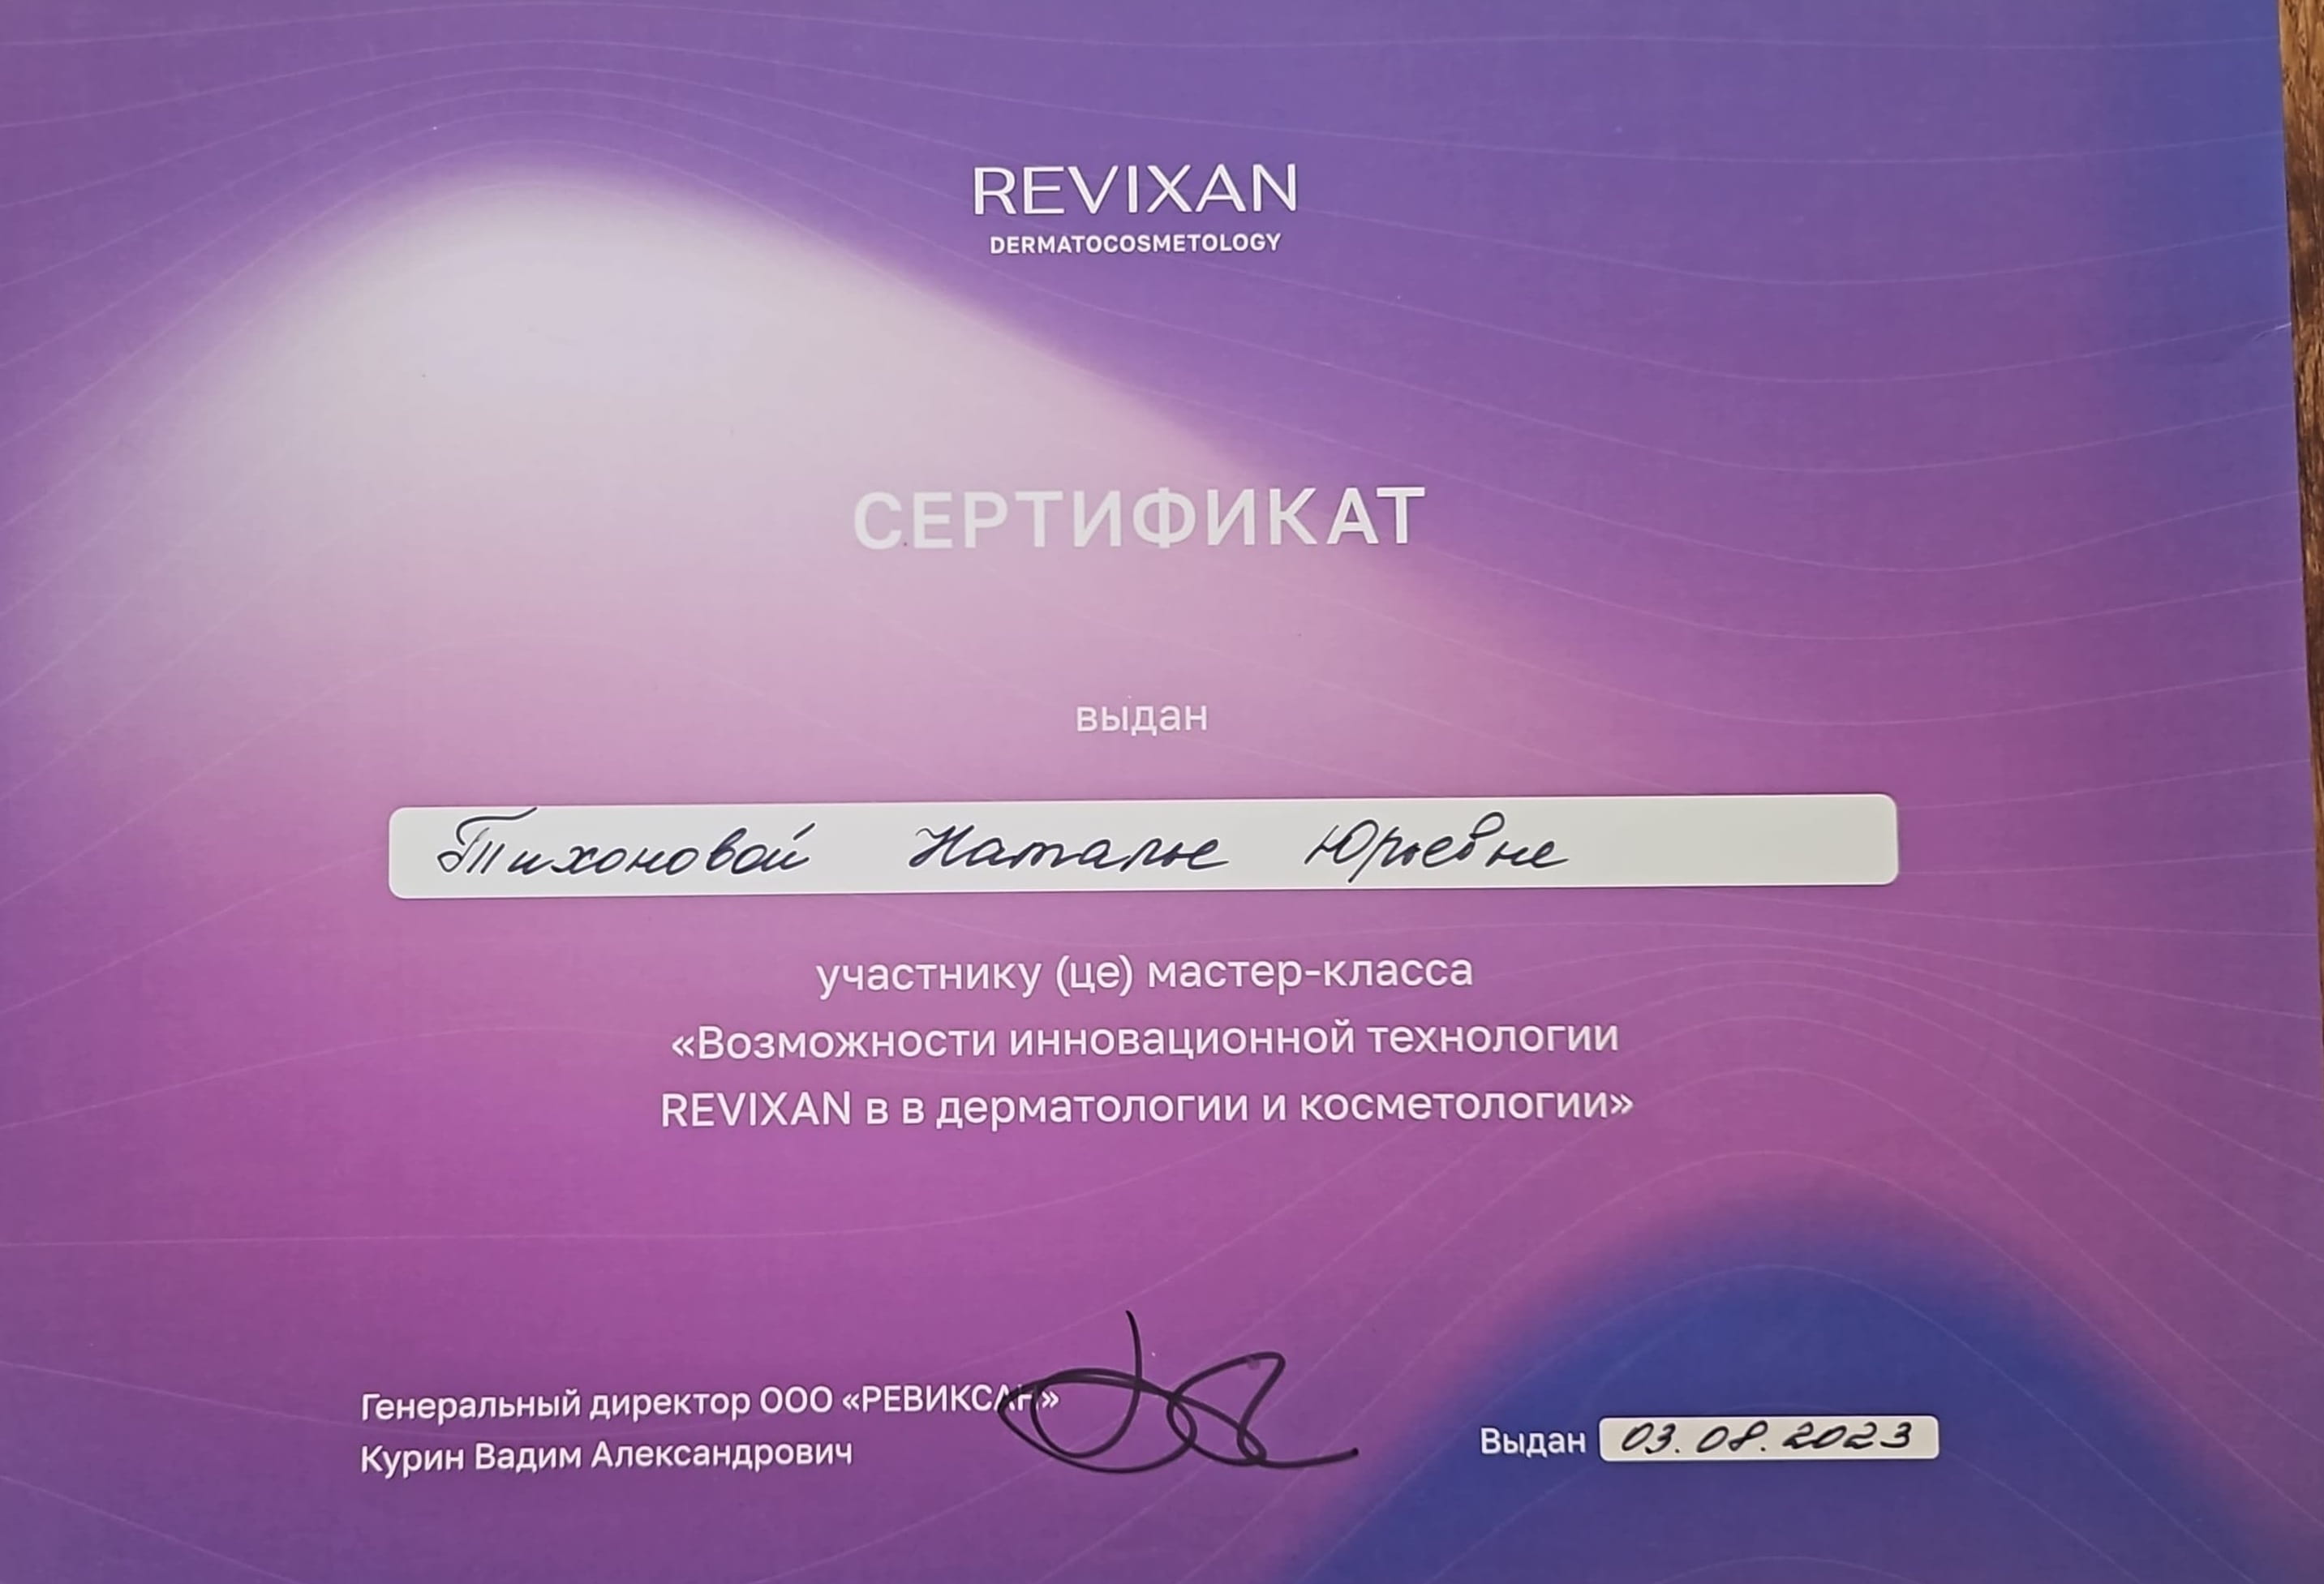 REVIXAN
DERMATOCOSMETOLOGY
СЕРТИФИКАТ
выдан
Тихоновой Наталье Юрьевне
участнику (це) мастер-класса
«Возможности инновационной технологии
REVIXAN в в дерматологии и косметологии»
Генеральный директор ООО «РЕВИКСАН»
Курин Вадим Александрович
Выдан 03.08.2023